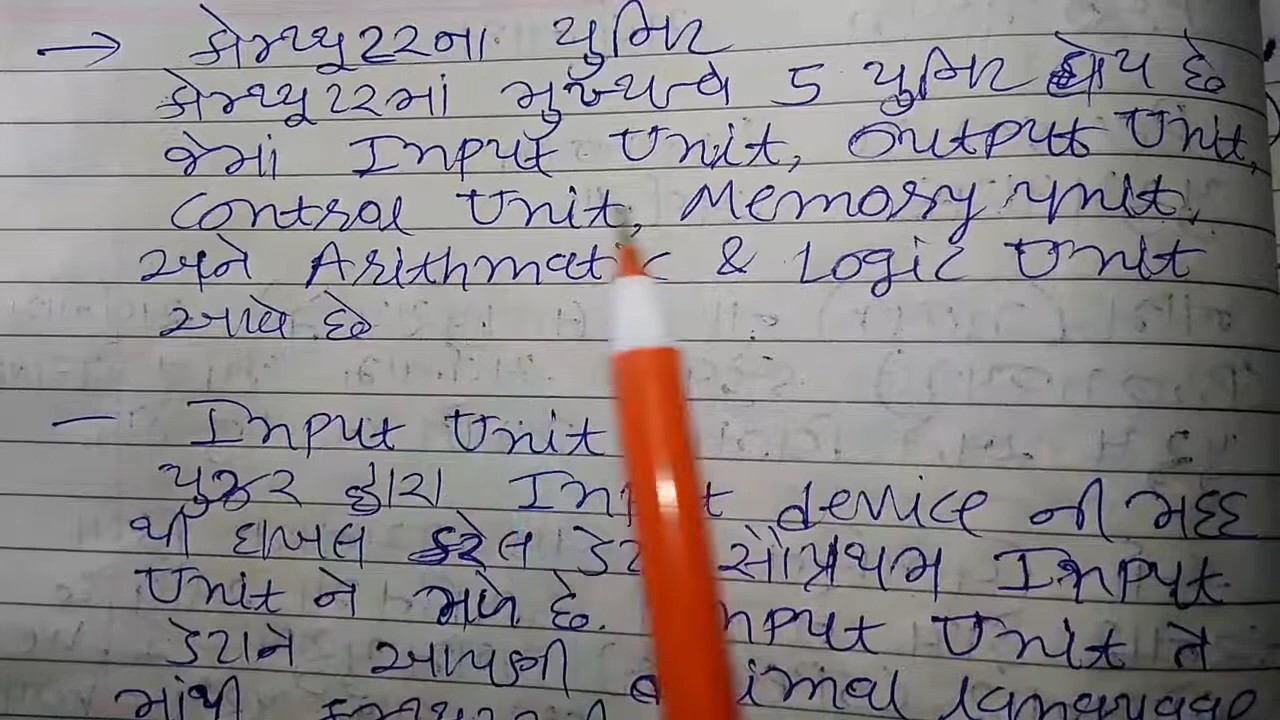 → કોમ્પ્યૂટરના યુનિટ
કોમ્પ્યૂટરમાં મુખ્યત્વે 5 યુનિટ હોય છે
જેમાં Input Unit, Output Unit,
Control Unit, Memory unit,
અને Arithmatic & Logic Unit
આવે છે
— Input Unit
યુઝર દ્વારા Input device ની મદદ
થી દાખલ કરેલ સૌપ્રથમ Input
Unit ને મળે છે. Input Unit તે
ડેટાને આપણી language
માંથી